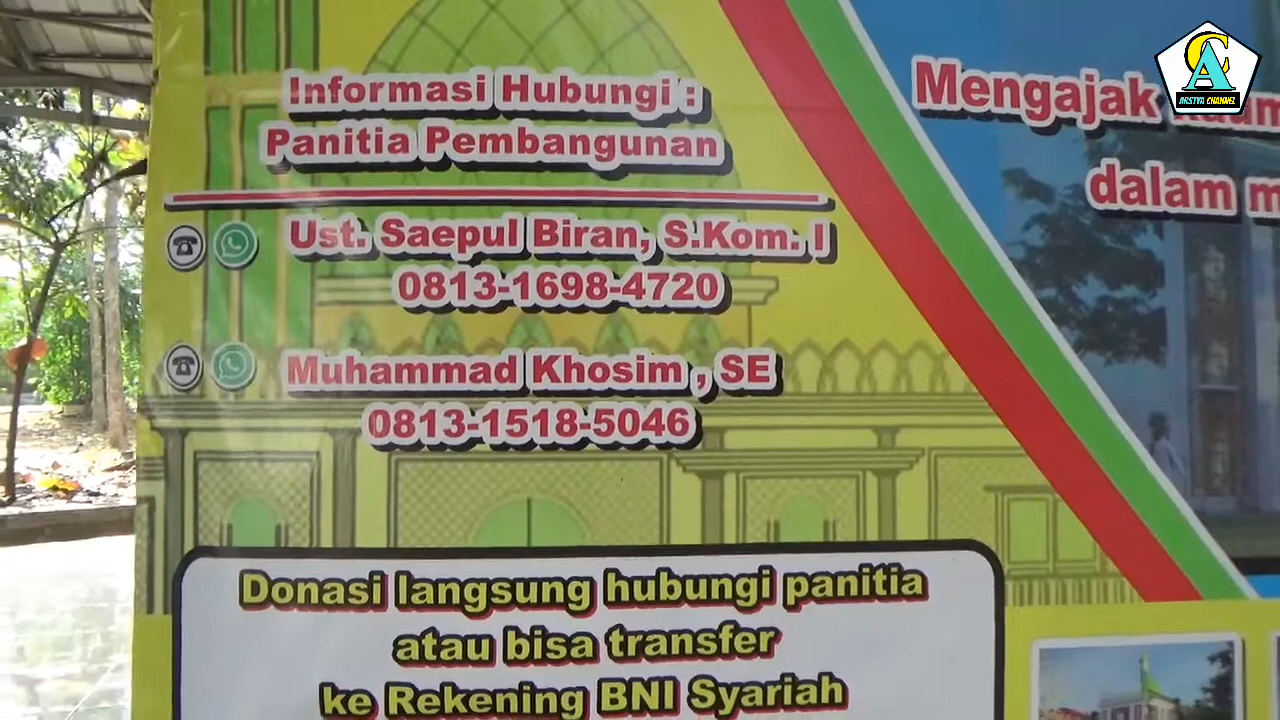 Informasi Hubungi :
Panitia Pembangunan
Ust. Saepul Biran, S.Kom. I
0813-1698-4720
Muhammad Khosim , SE
0813-1518-5046
Donasi langsung hubungi panitia
atau bisa transfer
ke Rekening BNI Syariah
Mengajak
dalam
CA
ARSTYA CHANNEL